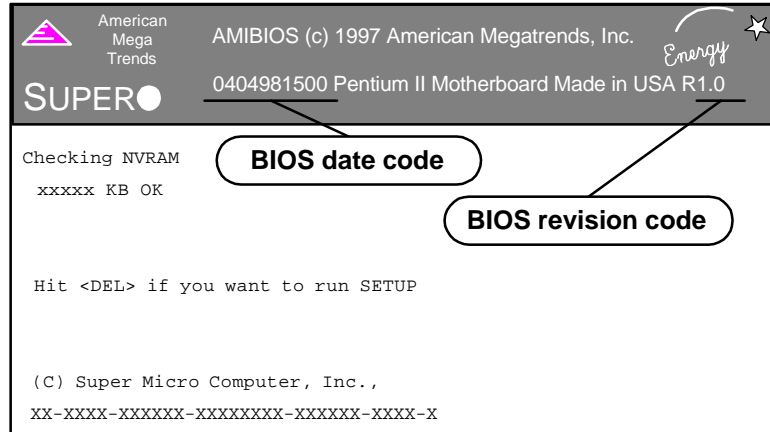 American
Mega
Trends
AMIBIOS (c) 1997 American Megatrends, Inc.
Energy
SUPER
0404981500 Pentium II Motherboard Made in USA R1.0
BIOS date code
BIOS revision code
Checking NVRAM
xxxxx KB OK
Hit <DEL> if you want to run SETUP
(C) Super Micro Computer, Inc.,
XX-XXXX-XXXXXX-XXXXXXXX-XXXXXX-XXXX-X